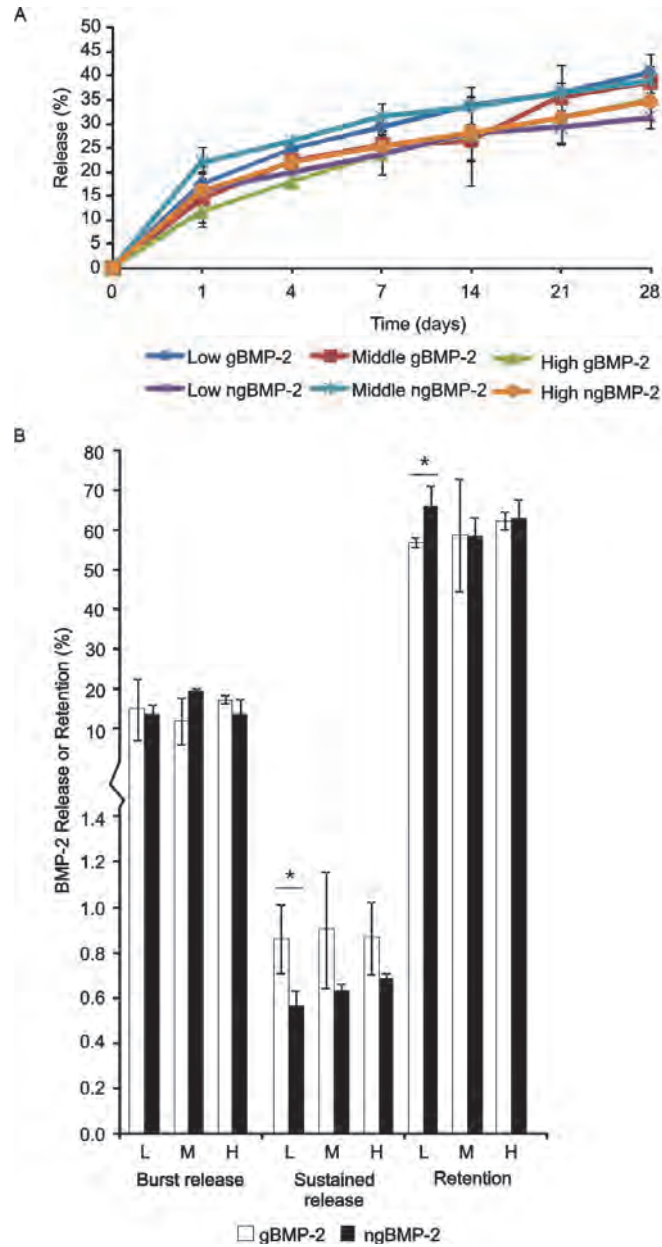 A
50
45
40
35
30
25
20
15
10
5
0
Release (%)
0 1 4 7 14 21 28
Time (days)
Low gBMP-2 Middle gBMP-2 High gBMP-2
Low ngBMP-2 Middle ngBMP-2 High ngBMP-2
B
80
70
60
50
40
30
20
10
1.4
1.2
1.0
0.8
0.6
0.4
0.2
0.0
BMP-2 Release or Retention (%)
*
*
L M H L M H L M H
Burst release Sustained release Retention
gBMP-2 ngBMP-2